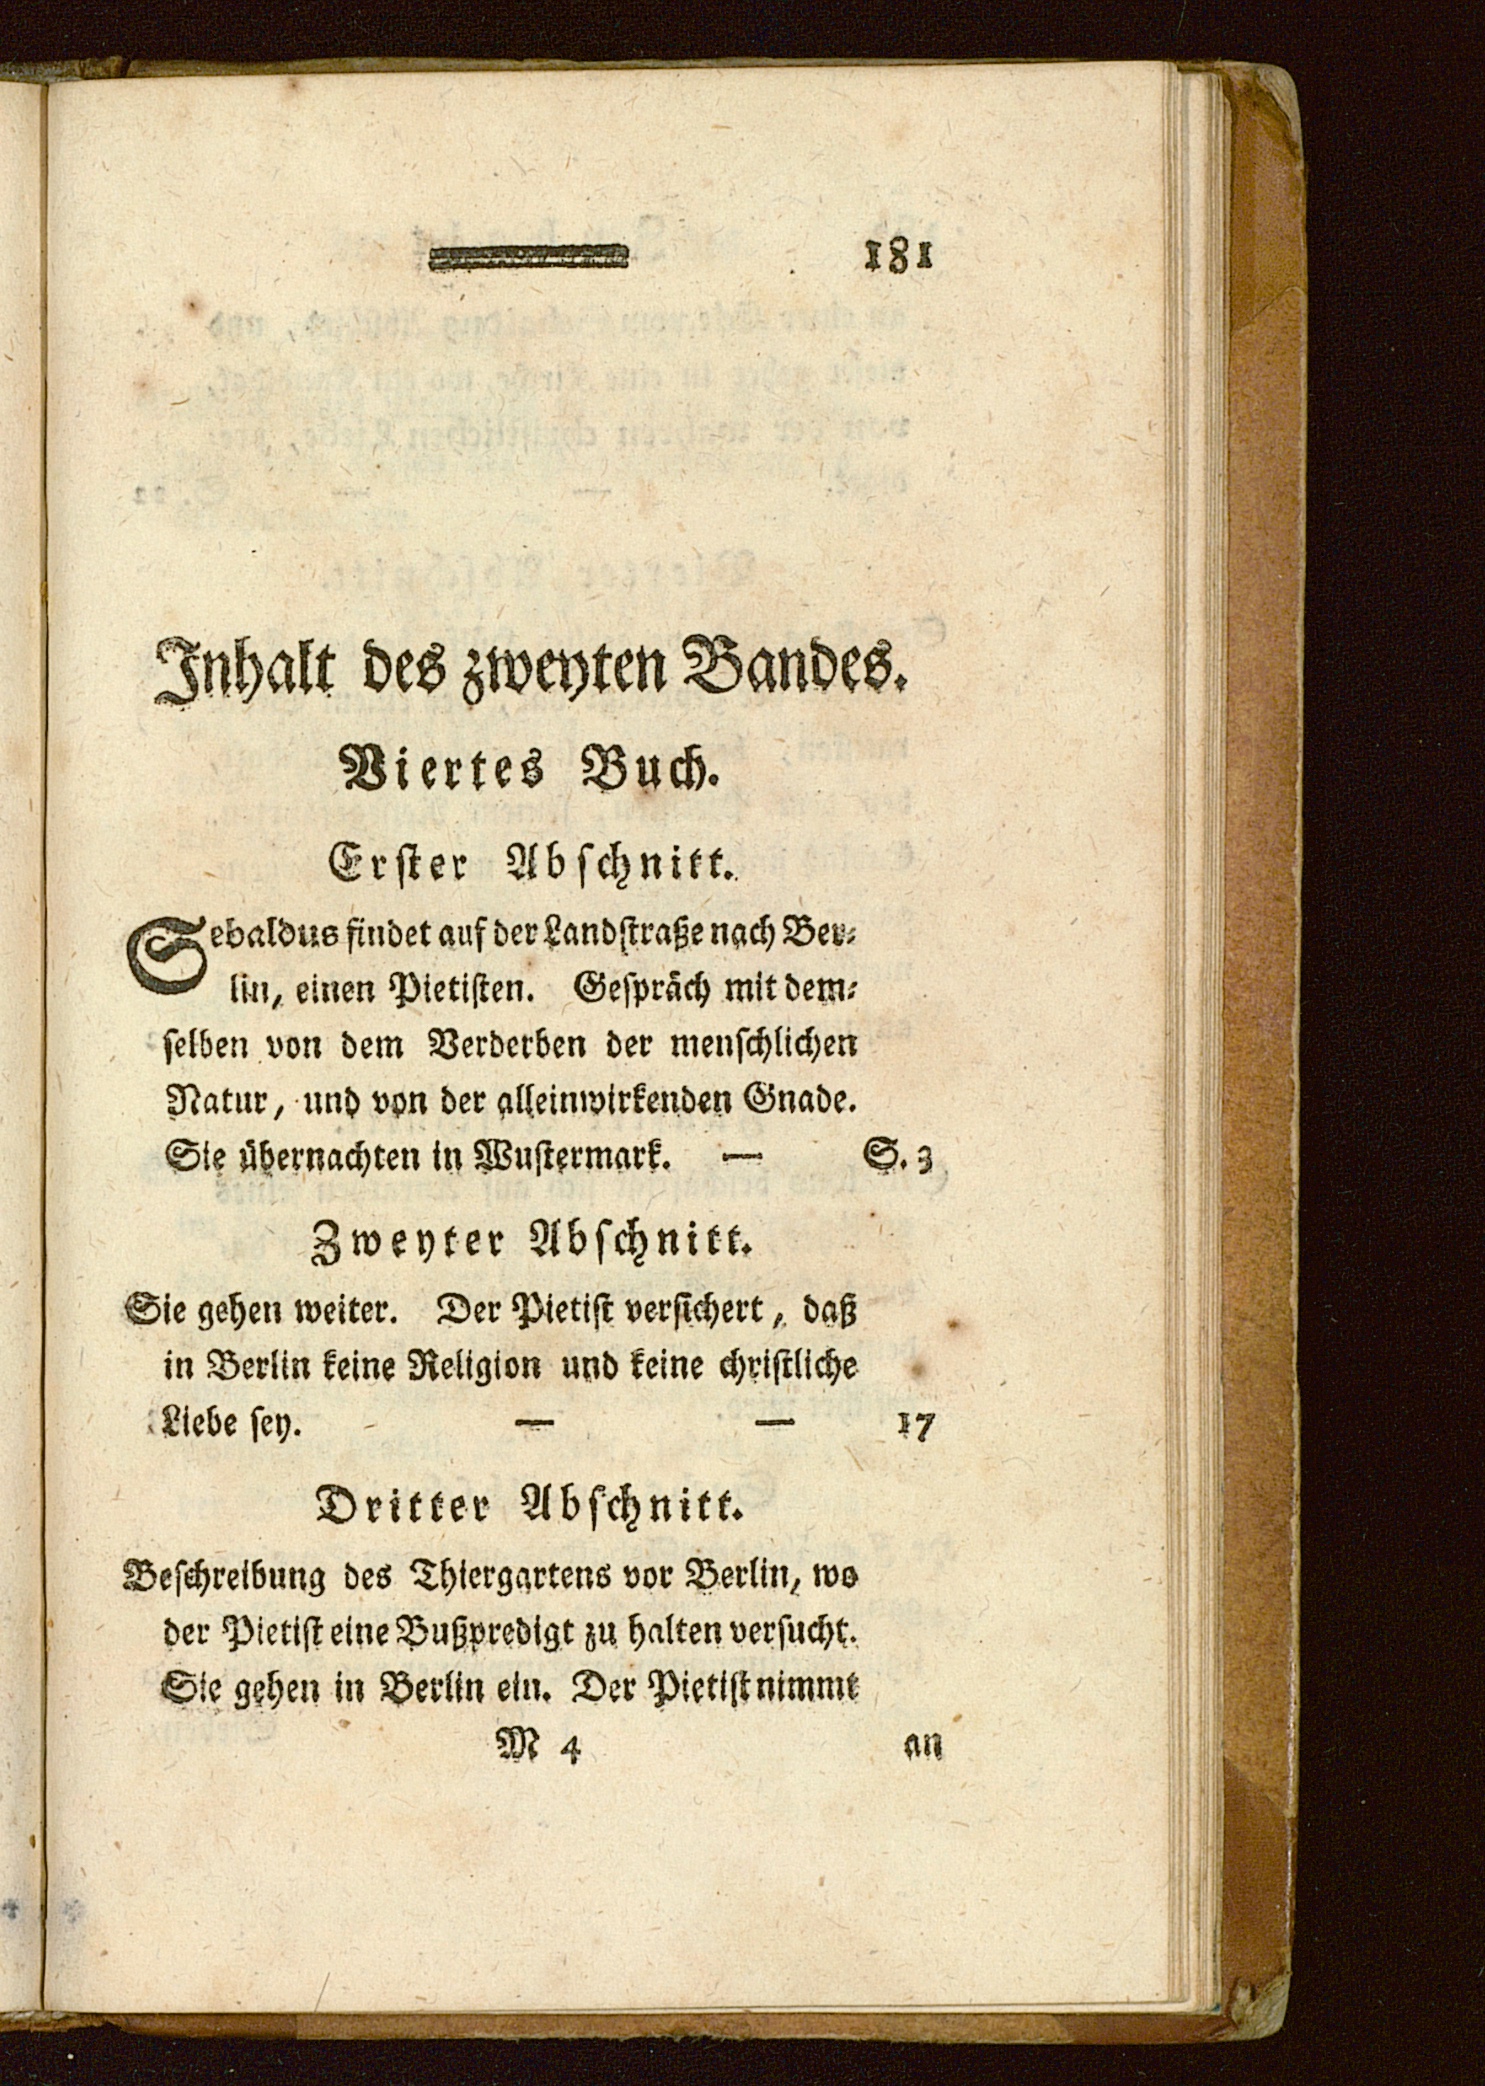 181
Inhalt des zweyten Bandes.
Viertes Buch.
Erster Abschnitt.
Sebaldus findet auf der Landstraße nach Ber-
lin, einen Pietisten. Gespräch mit dem-
selben von dem Verderben der menschlichen
Natur, und von der alleinwirkenden Gnade.
Sie übernachten in Wustermark. — S. 3
Zweyter Abschnitt.
Sie gehen weiter. Der Pietist versichert, daß
in Berlin keine Religion und keine christliche
Liebe sey. — — 17
Dritter Abschnitt.
Beschreibung des Thiergartens vor Berlin, wo
der Pietist eine Bußpredigt zu halten versucht.
Sie gehen in Berlin ein. Der Pietist nimmt
M 4 an